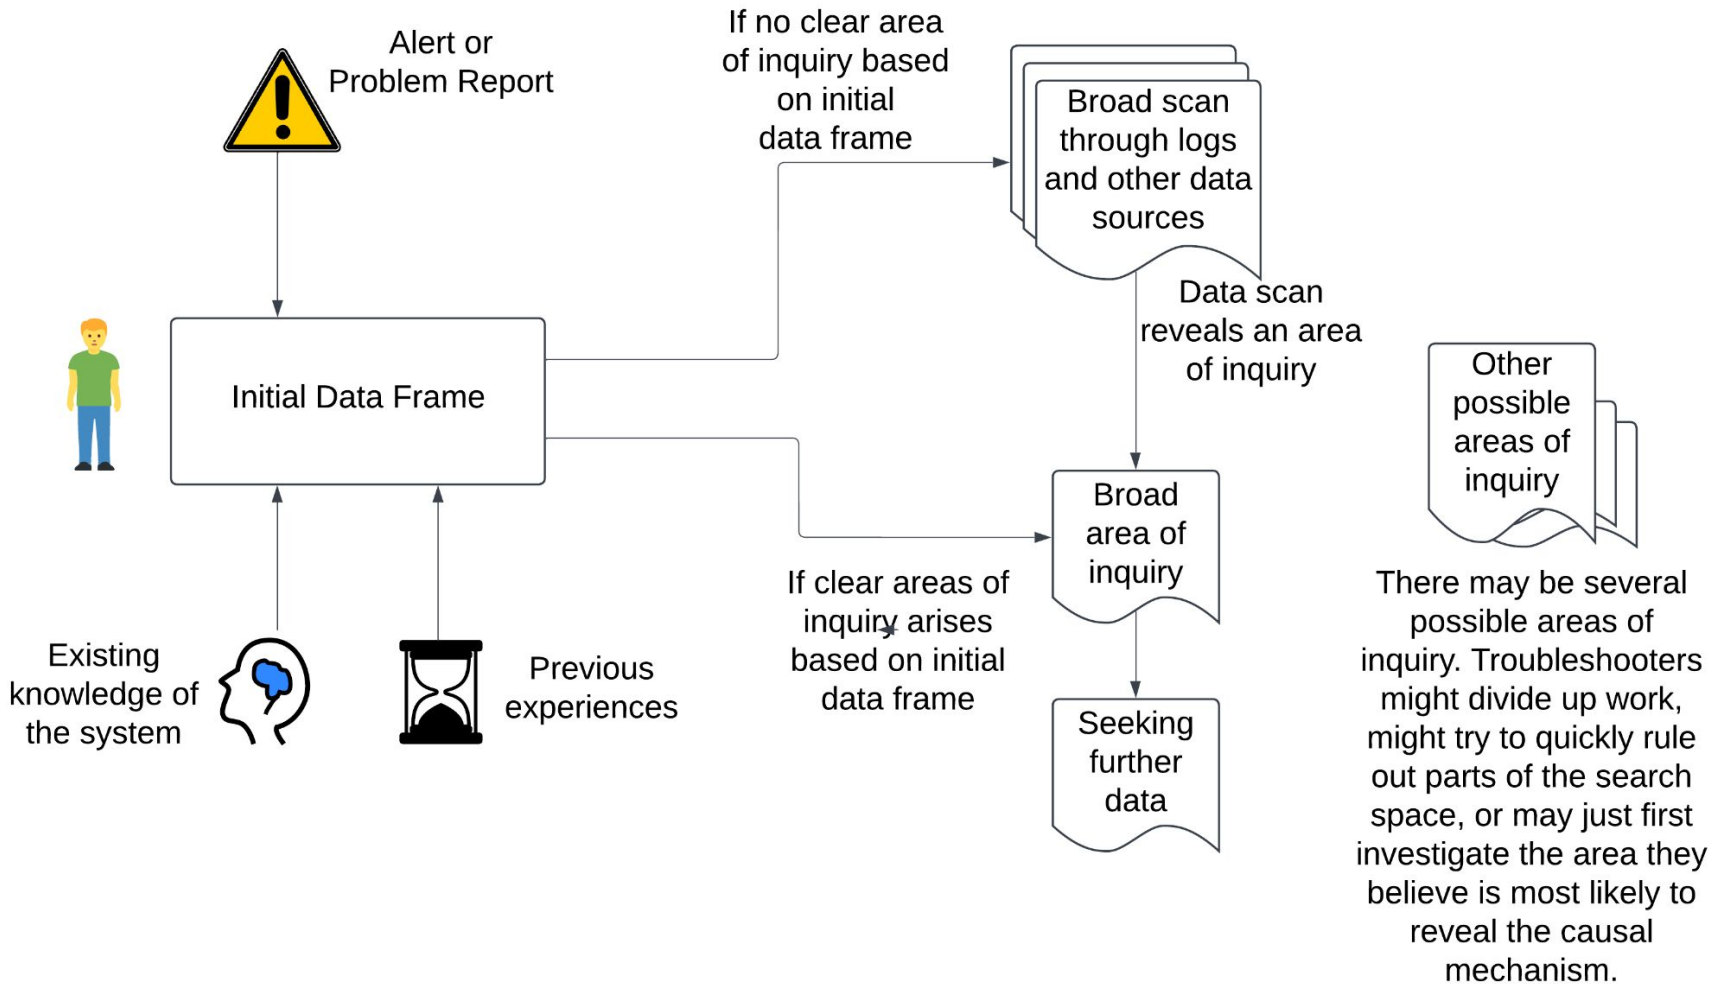 Alert or
Problem Report
If no clear area
of inquiry based
on initial
data frame
Broad scan
through logs
and other data
sources
Data scan
reveals an area
of inquiry
Initial Data Frame
Other
possible
areas of
inquiry
Broad
area of
inquiry
If clear areas of
inquiry arises
based on initial
data frame
Existing
knowledge of
the system
Previous
experiences
Seeking
further
data
There may be several
possible areas of
inquiry. Troubleshooters
might divide up work,
might try to quickly rule
out parts of the search
space, or may just first
investigate the area they
believe is most likely to
reveal the causal
mechanism.